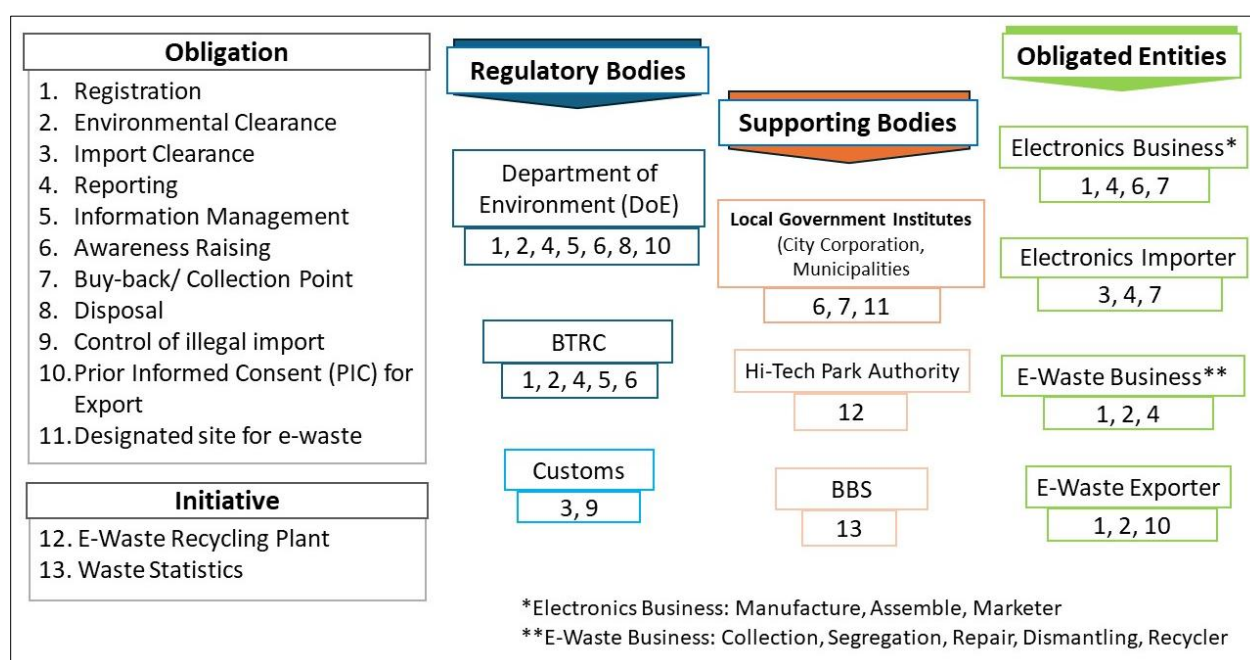 Obligation
1. Registration
2. Environmental Clearance
3. Import Clearance
4. Reporting
5. Information Management
6. Awareness Raising
7. Buy-back/ Collection Point
8. Disposal
9. Control of illegal import
10. Prior Informed Consent (PIC) for
Export
11. Designated site for e-waste
Initiative
12. E-Waste Recycling Plant
13. Waste Statistics
Regulatory Bodies
Department of
Environment (DoE)
1, 2, 4, 5, 6, 8, 10
BTRC
1, 2, 4, 5, 6
Customs
3, 9
Supporting Bodies
Local Government Institutes
(City Corporation,
Municipalities
6, 7, 11
Hi-Tech Park Authority
12
BBS
13
Obligated Entities
Electronics Business*
1, 4, 6, 7
Electronics Importer
3, 4, 7
E-Waste Business**
1, 2, 4
E-Waste Exporter
1, 2, 10
*Electronics Business: Manufacture, Assemble, Marketer
**E-Waste Business: Collection, Segregation, Repair, Dismantling, Recycler